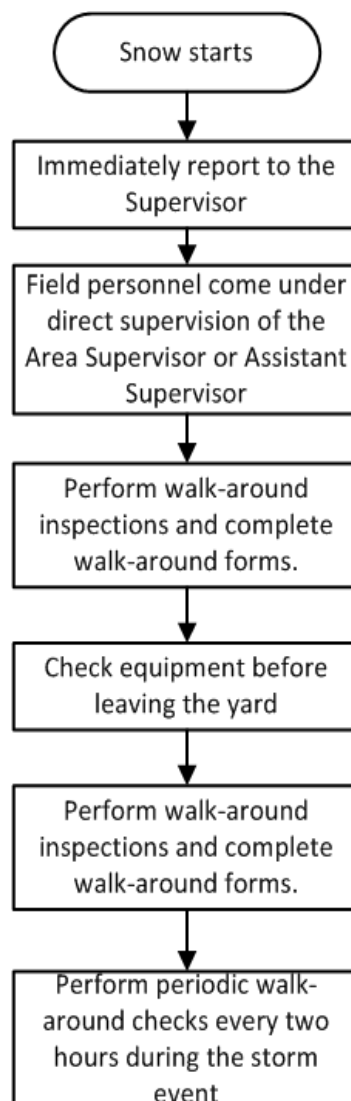 Snow starts
Immediately report to the
Supervisor
Field personnel come under
direct supervision of the
Area Supervisor or Assistant
Supervisor
Perform walk-around
inspections and complete
walk-around forms.
Check equipment before
leaving the yard
Perform walk-around
inspections and complete
walk-around forms.
Perform periodic walk-
around checks every two
hours during the storm
event